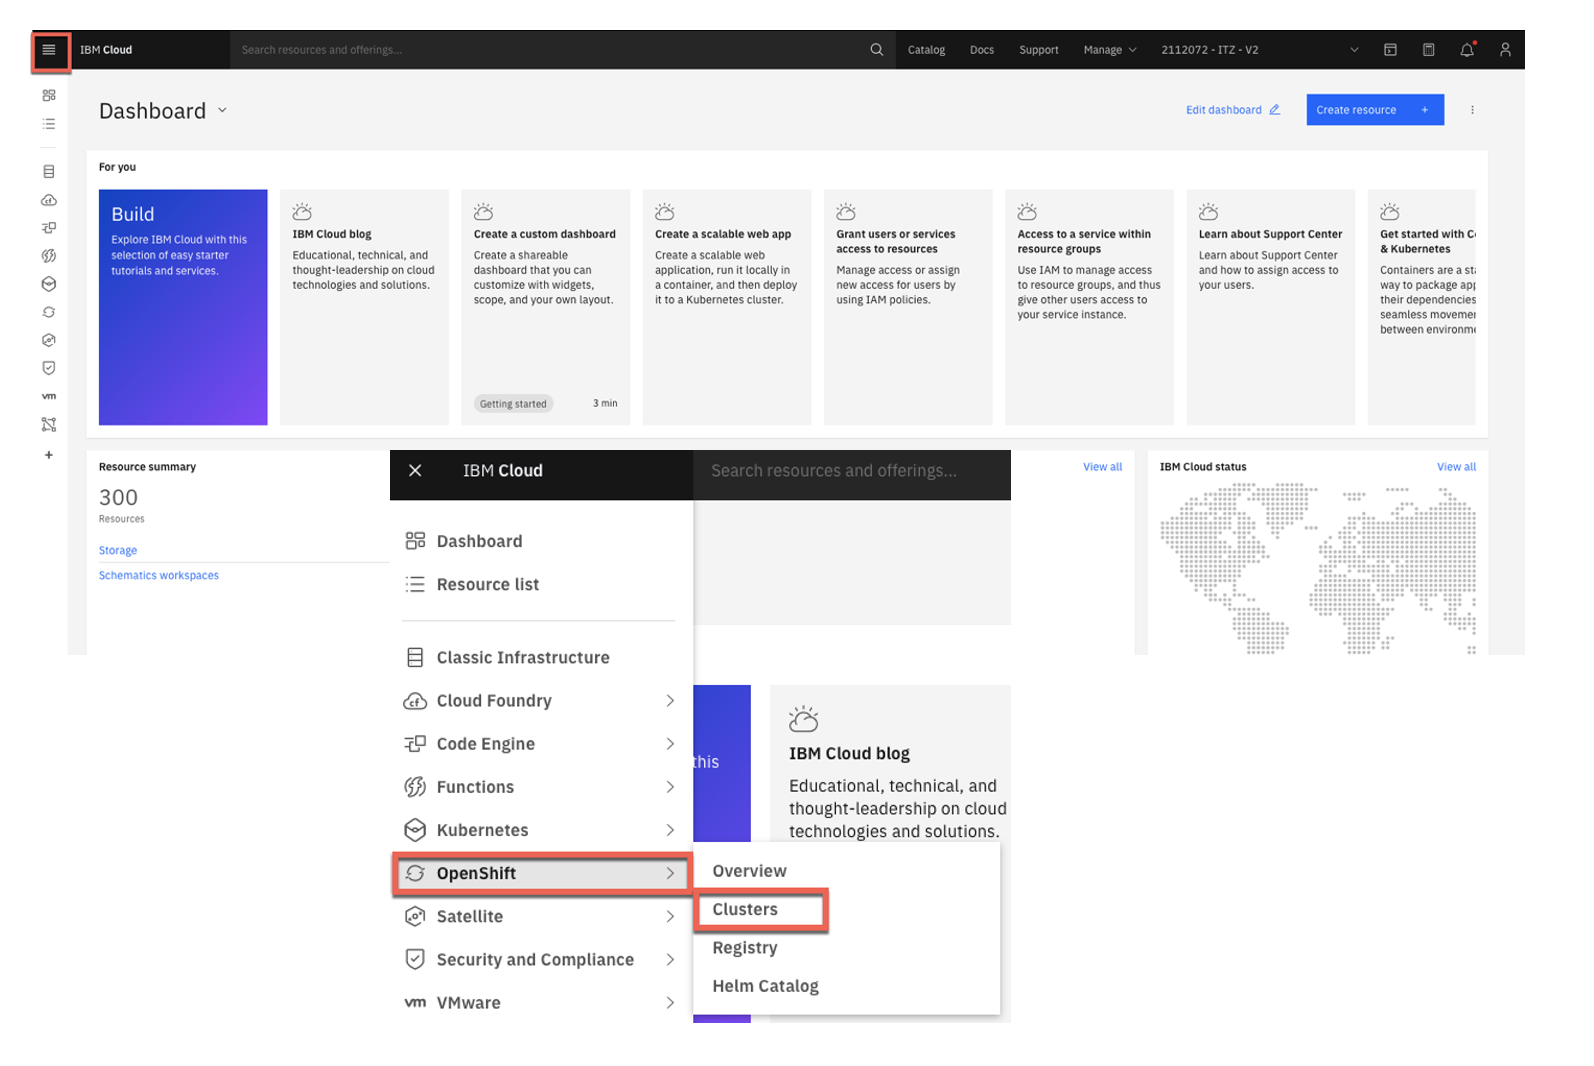 IBM Cloud
Search resources and offerings...
Catalog
Docs
Support
Manage
2112072 - ITZ - V2
Dashboard
Edit dashboard
Create resource +
For you
Build
Explore IBM Cloud with this
selection of easy starter
tutorials and services.
IBM Cloud blog
Educational, technical, and
thought-leadership on cloud
technologies and solutions.
Create a custom dashboard
Create a shareable
dashboard that you can
customize with widgets,
scope, and your own layout.
Getting started
3 min
Create a scalable web app
Create a scalable web
application, run it locally in
a container, and then deploy
it to a Kubernetes cluster.
Grant users or services
access to resources
Manage access or assign
new access for users by
using IAM policies.
Access to a service within
resource groups
Use IAM to manage access
to resource groups, and thus
give other users access to
your service instance.
Learn about Support Center
Learn about Support Center
and how to assign access to
your users.
Get started with C
& Kubernetes
Containers are a sta
way to package app
their dependencies
seamless movemen
between environme
cf
vm
+
Resource summary
300
Resources
Storage
Schematics workspaces
View all
IBM Cloud status
View all
IBM Cloud
Search resources and offerings...
Dashboard
Resource list
Classic Infrastructure
cf Cloud Foundry
Code Engine
Functions
Kubernetes
OpenShift
Satellite
Security and Compliance
vm VMware
this
IBM Cloud blog
Educational, technical, and
thought-leadership on cloud
technologies and solutions.
Overview
Clusters
Registry
Helm Catalog